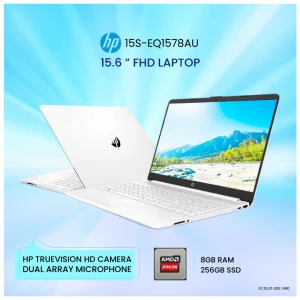 hp 15S-EQ1578AU
15.6 " FHD LAPTOP
HP TRUEVISION HD CAMERA
DUAL ARRAY MICROPHONE
AMD
ATHLON
8GB RAM
256GB SSD